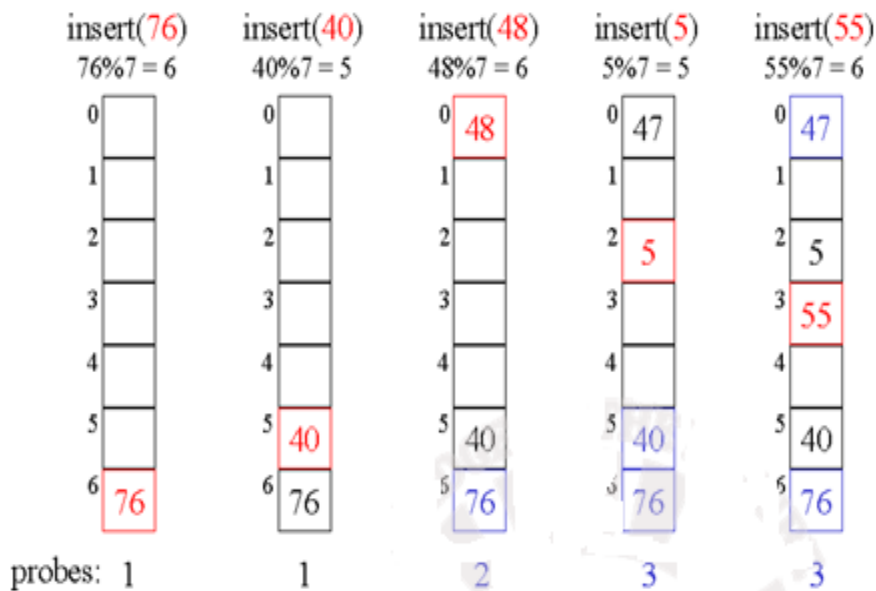 insert(76) insert(40) insert(48) insert(5) insert(55)
76%7 = 6 40%7 = 5 48%7 = 6 5%7 = 5 55%7 = 6
0 0 0 48 0 47 0 47
1 1 1 1 1
2 2 2 2 5 2 5
3 3 3 3 3 55
4 4 4 4 4
5 5 40 5 40 5 40 5 40
6 76 6 76 76 76 76
probes: 1 1 2 3 3